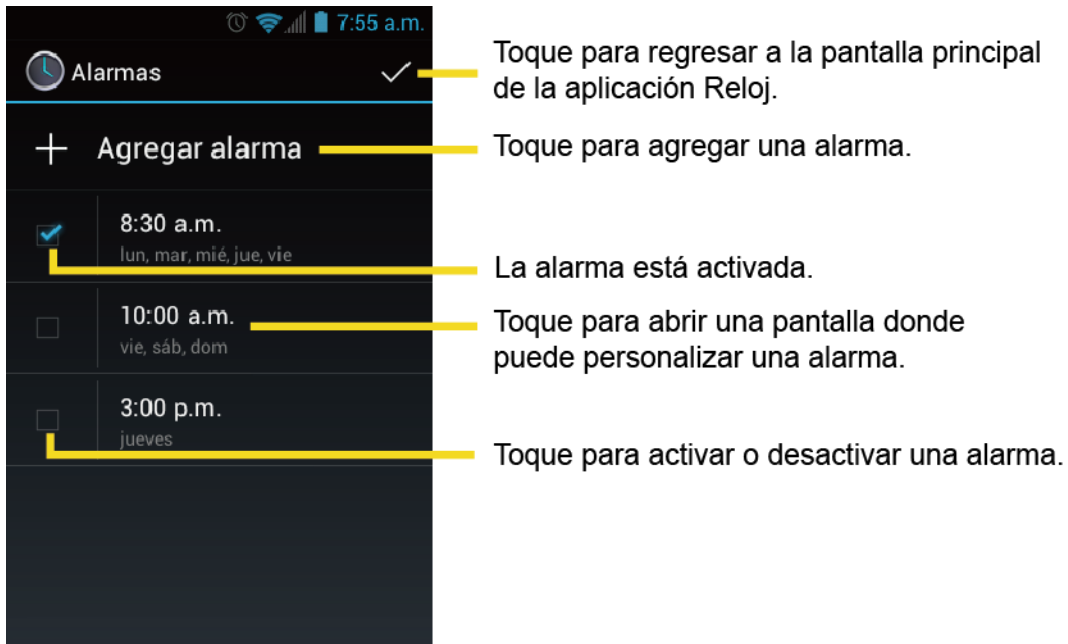 7:55 a.m.
Alarmas
Toque para regresar a la pantalla principal
de la aplicación Reloj.
Agregar alarma
Toque para agregar una alarma.
8:30 a.m.
lun, mar, mié, jue, vie
La alarma está activada.
10:00 a.m.
vie, sáb, dom
Toque para abrir una pantalla donde
puede personalizar una alarma.
3:00 p.m.
jueves
Toque para activar o desactivar una alarma.